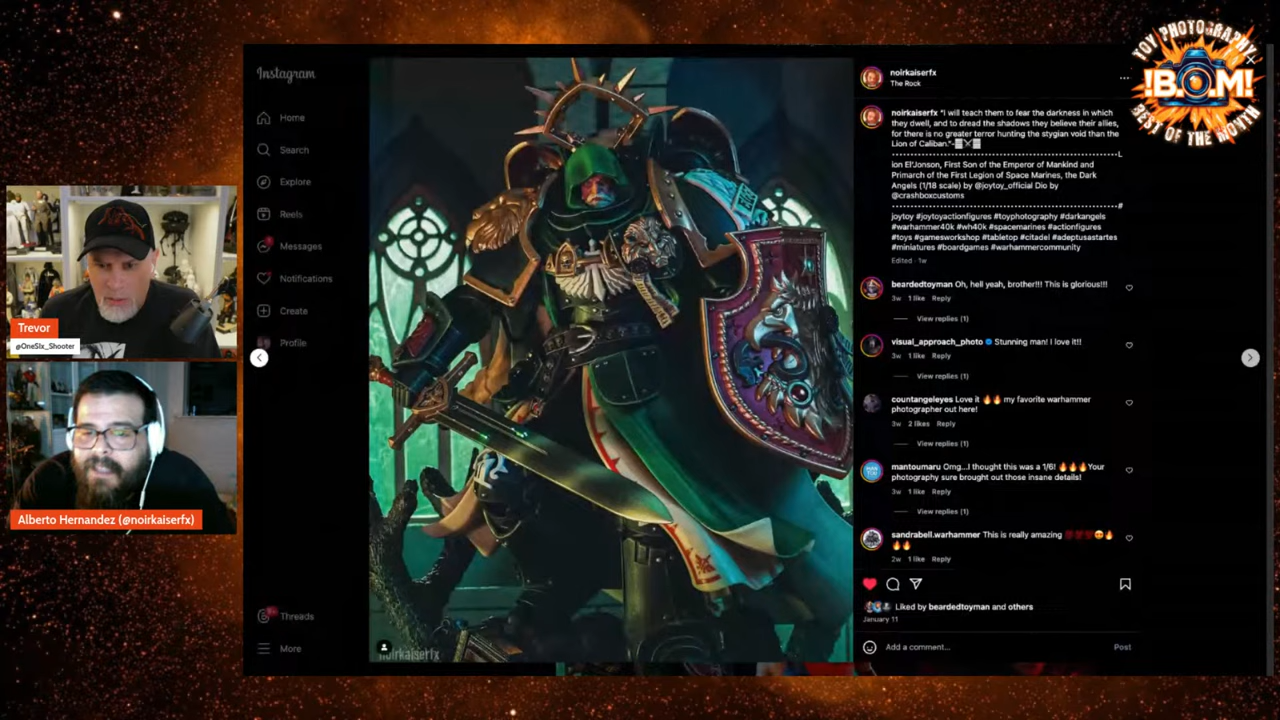 TOY PHOTOGRAPHY
!B.O.M!
BEST OF THE MONTH
Instagram
Home
Search
Explore
Reels
Messages
Notifications
Create
Profile
Threads
More
Trevor
@OneSix_Shooter
Alberto Hernandez (@noirkaiserfx)
noirkaiserfx
noirkaiserfx
The Rock
noirkaiserfx "I will teach them to fear the darkness in which
they dwell, and to dread the shadows they believe their allies,
for there is no greater terror hunting the stygian void than the
Lion of Caliban."-
L
ion El'Jonson, First Son of the Emperor of Mankind and
Primarch of the First Legion of Space Marines, the Dark
Angels (1/18 scale) by @joytoy_official Dio by
@crashboxcustoms
#
joytoy #joytoyactionfigures #toyphotography #darkangels
#warhammer40k #wh40k #spacemarines #actionfigures
#toys #gamesworkshop #tabletop #citadel #adeptusastartes
#miniatures #boardgames #warhammercommunity
Edited · 1w
beardedtoyman Oh, hell yeah, brother!!! This is glorious!!!
3w 1 like Reply
View replies (1)
visual_approach_photo Stunning man! I love it!!
3w 1 like Reply
View replies (1)
countangeleyes Love it 🔥🔥 my favorite warhammer
photographer out here!
3w 2 likes Reply
View replies (1)
mantoumaru Omg...I thought this was a 1/6! 🔥🔥🔥Your
photography sure brought out those insane details!
3w 1 like Reply
View replies (1)
sandrabell.warhammer This is really amazing
2w 1 like Reply
Liked by beardedtoyman and others
January 11
Add a comment...
Post